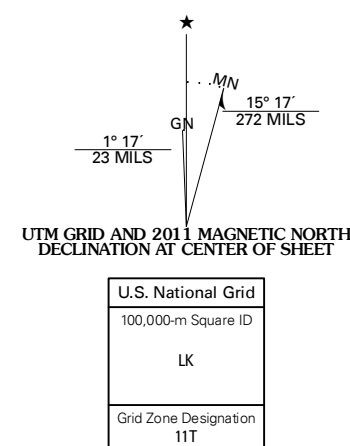 ★
MN
GN
15° 17´
272 MILS
1° 17´
23 MILS
UTM GRID AND 2011 MAGNETIC NORTH
DECLINATION AT CENTER OF SHEET
U.S. National Grid
100,000-m Square ID
LK
Grid Zone Designation
11T